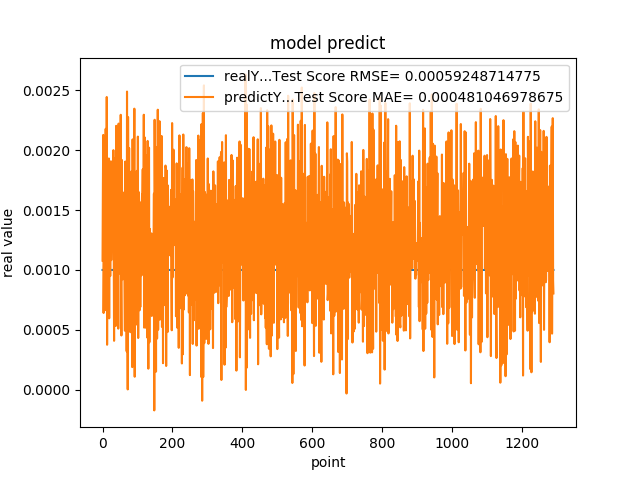 model predict
realY...Test Score RMSE= 0.00059248714775
predictY...Test Score MAE= 0.000481046978675
0.0025
0.0020
0.0015
0.0010
0.0005
0.0000
real value
0 200 400 600 800 1000 1200
point